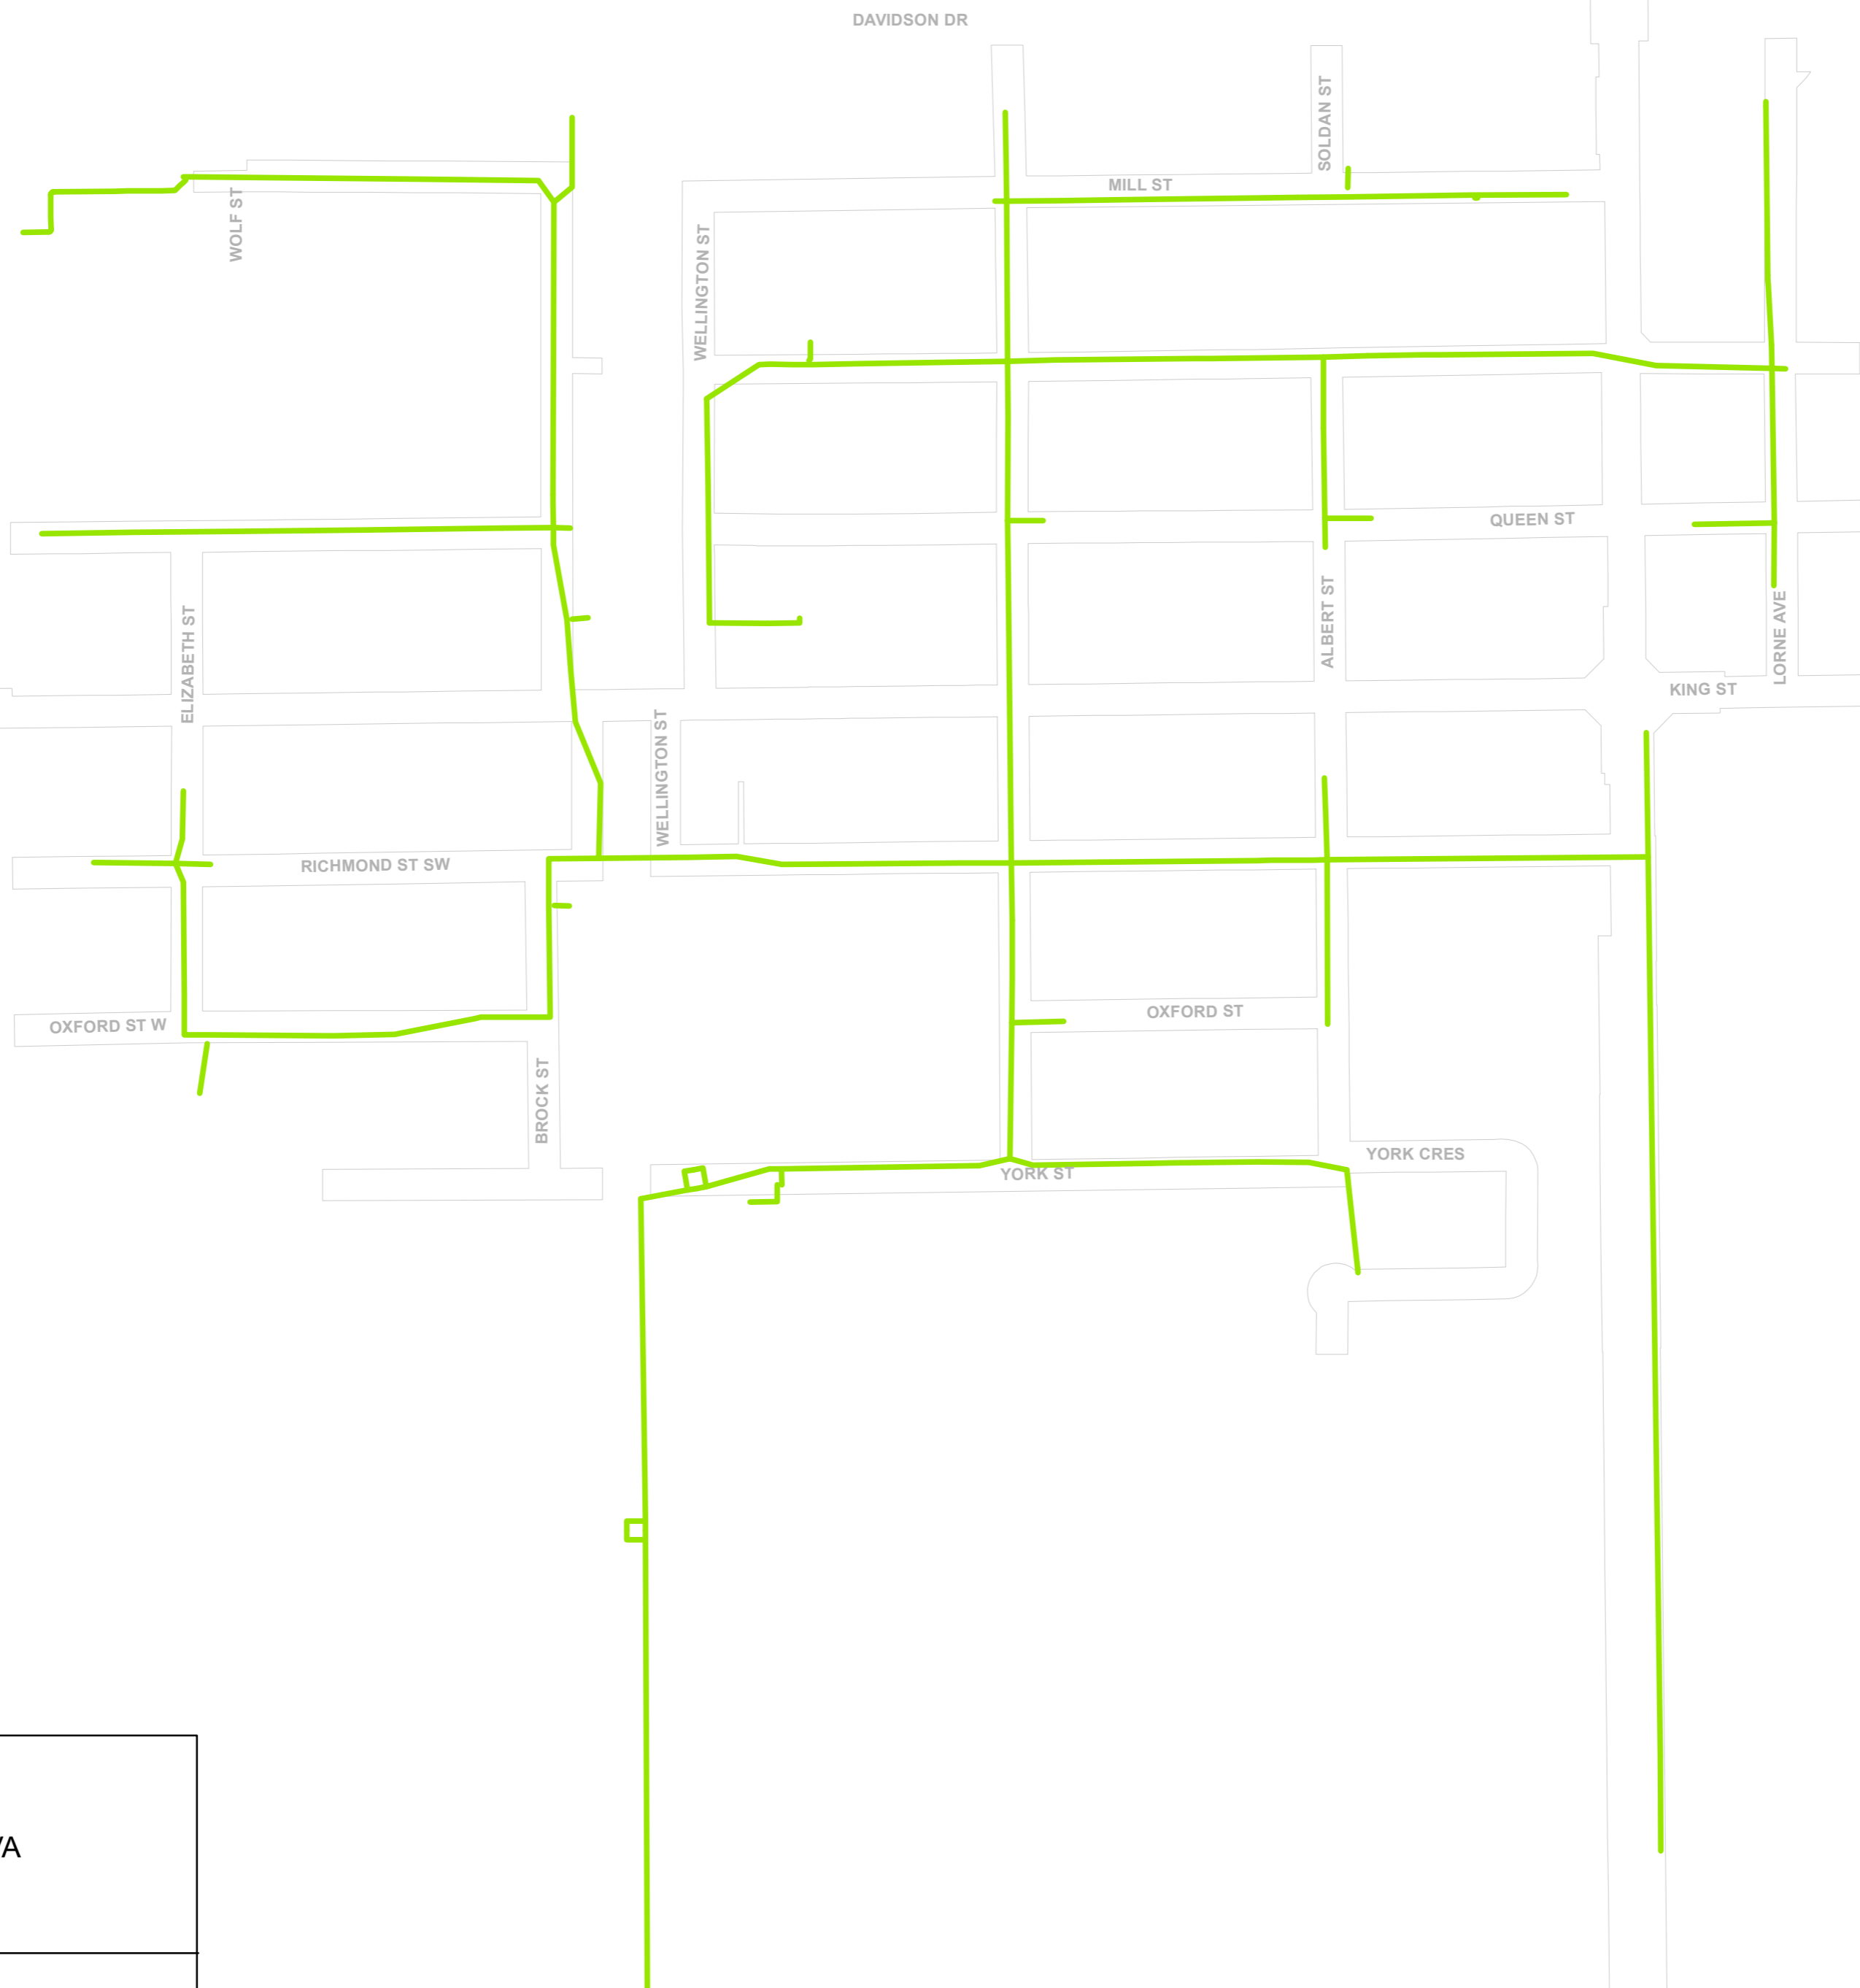 DAVIDSON DR
SOLDAN ST
MILL ST
WOLF ST
WELLINGTON ST
QUEEN ST
ELIZABETH ST
ALBERT ST
LORNE AVE
KING ST
WELLINGTON ST
RICHMOND ST SW
OXFORD ST W
OXFORD ST
BROCK ST
YORK CRES
YORK ST